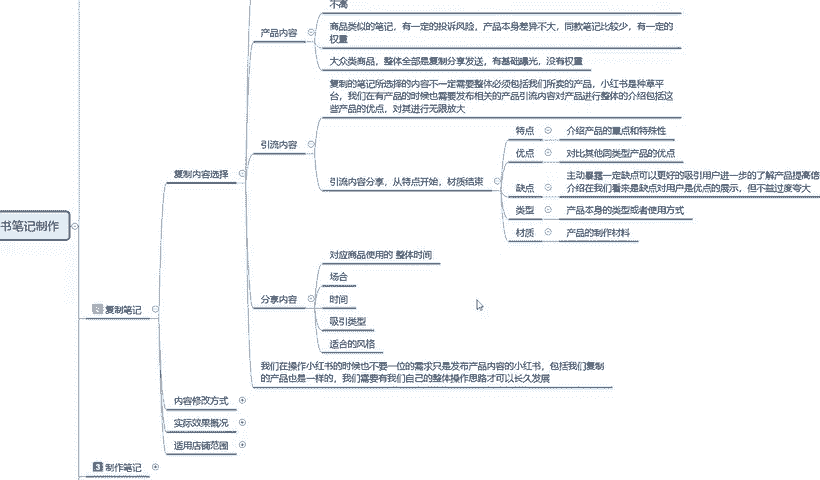 不高
产品内容
商品类似的笔记，有一定的投诉风险，产品本身差异不大，同款笔记比较少，有一定的
权重
大众类商品，整体全部是复制分享发送，有基础曝光，没有权重
复制的笔记所选择的内容不一定需要整体必须包括我们所卖的产品，小红书是种草平
台，我们在有产品的时候也需要发布相关的产品引流内容对产品进行整体的介绍包括这
些产品的优点，对其进行无限放大
引流内容
引流内容分享，从特点开始，材质结束
特点
介绍产品的重点和特殊性
优点
对比其他同类型产品的优点
缺点
主动暴露一定缺点可以更好的吸引用户进一步的了解产品提高信
介绍在我们看来是缺点对用户是优点的展示，但不益过度夸大
类型
产品本身的类型或者使用方式
材质
产品的制作材料
复制内容选择
书笔记制作
对应商品使用的 整体时间
场合
分享内容
时间
吸引类型
适合的风格
复制笔记
我们在操作小红书的时候也不要一位的需求只是发布产品内容的小红书，包括我们复制
的产品也是一样的，我们需要有我们自己的整体操作思路才可以长久发展
内容修改方式
实际效果概况
适用店铺范围
3 制作笔记